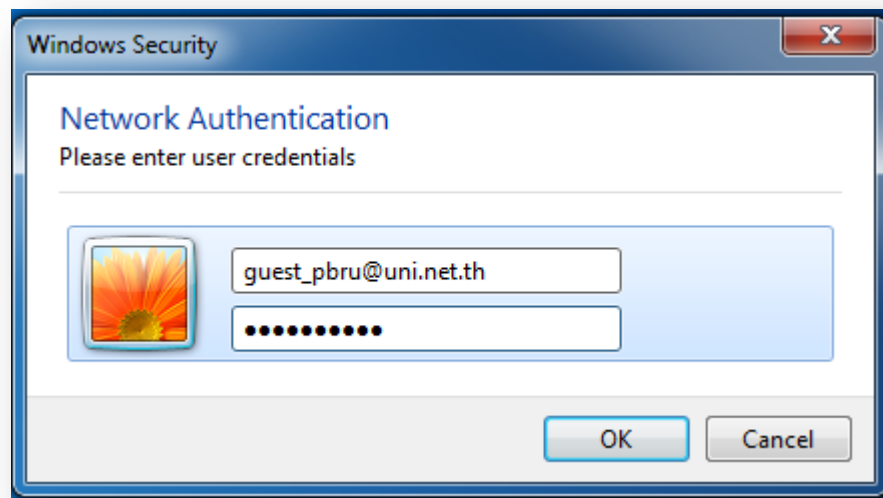 Windows Security
Network Authentication
Please enter user credentials
guest_pbru@uni.net.th
●●●●●●●●●●
OK
Cancel